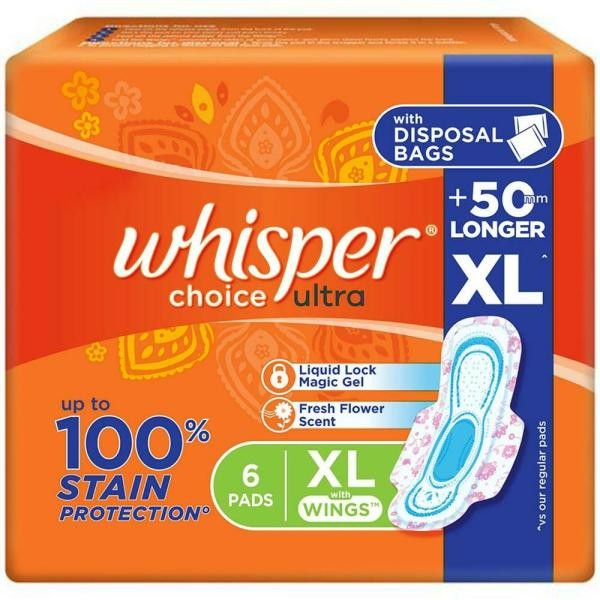 with
DISPOSAL
BAGS
+50mm
LONGER
XL^
whisper®
choice ultra
Liquid Lock
Magic Gel
Fresh Flower
Scent
up to
100%
STAIN
PROTECTION°
6
PADS
XL
with
WINGS™
^vs our regular pads